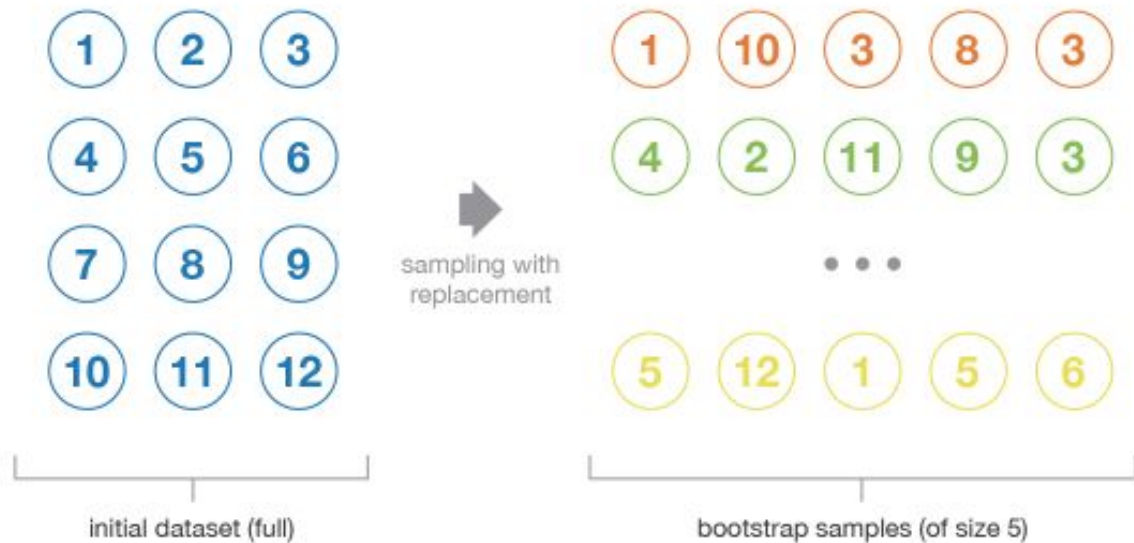 1 2 3
4 5 6
7 8 9
10 11 12
sampling with
replacement
1 10 3 8 3
4 2 11 9 3
5 12 1 5 6
initial dataset (full)
bootstrap samples (of size 5)